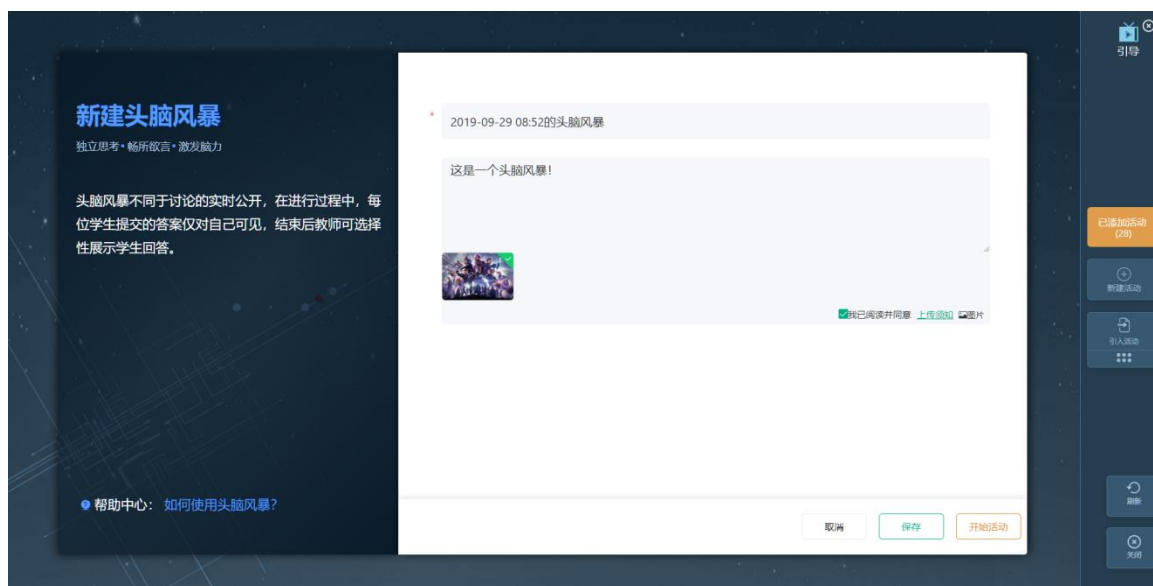 新建头脑风暴
独立思考•畅所欲言•激发脑力
头脑风暴不同于讨论的实时公开，在进行过程中，每
位学生提交的答案仅对自己可见，结束后教师可选择
性展示学生回答。
帮助中心： 如何使用头脑风暴？
* 2019-09-29 08:52的头脑风暴
这是一个头脑风暴！
我已阅读并同意 上传须知 图片
取消 保存 开始活动
引导
已添加活动
(28)
新建活动
引入活动
刷新
关闭